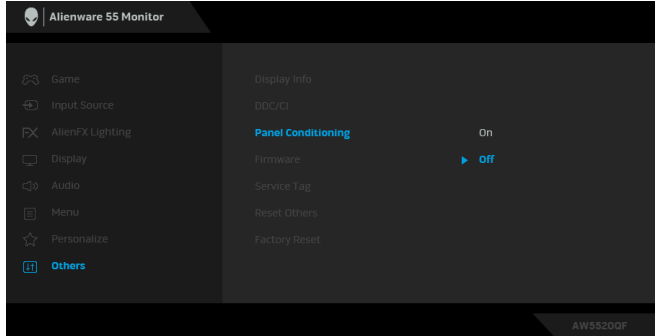 Alienware 55 Monitor
Game
Display Info
Input Source
DDC/CI
FX AlienFX Lighting
Panel Conditioning On
Display
Firmware Off
Audio
Service Tag
Menu
Reset Others
Personalize
Factory Reset
Others
AW5520QF